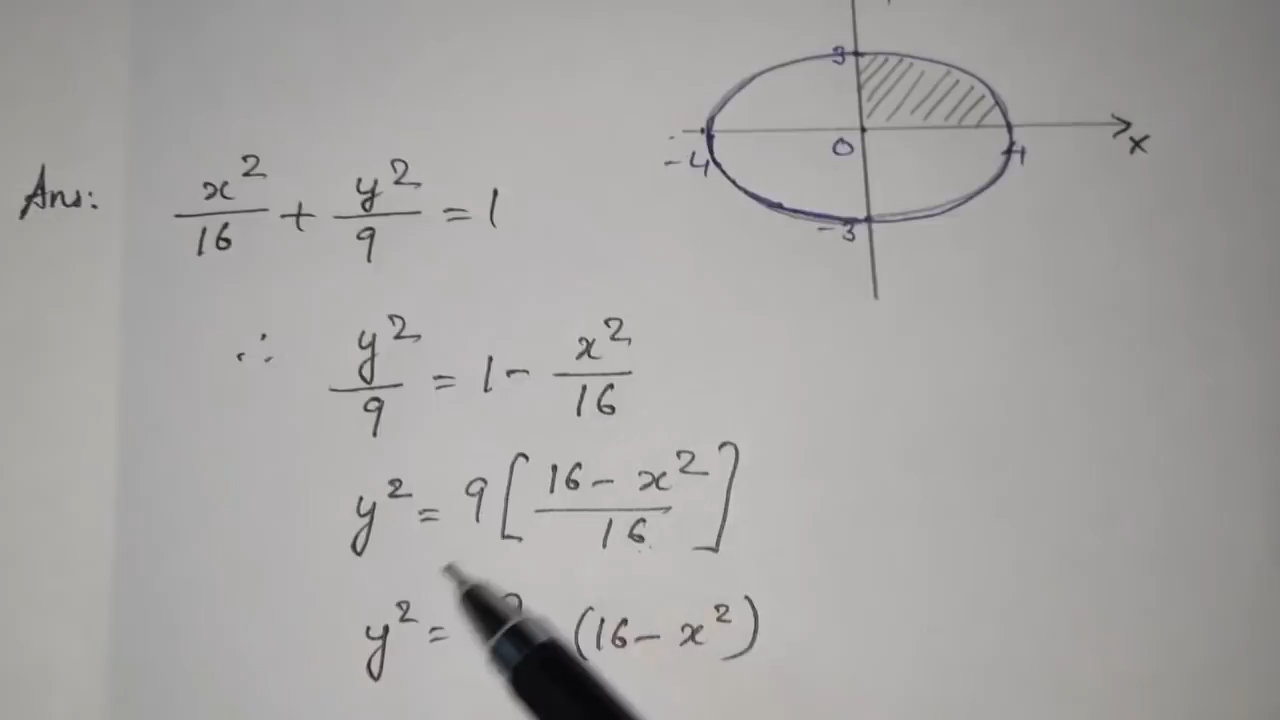 3
-4 0 4 x
-3
Ans: x²/16 + y²/9 = 1
∴ y²/9 = 1 - x²/16
y² = 9 [ (16 - x²)/16 ]
y² = (16 - x²)